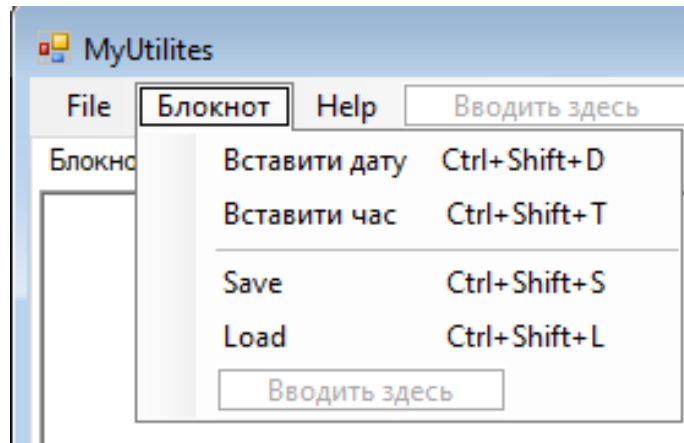 MyUtilites
File Блокнот Help Вводить здесь
Блокно
Вставити дату Ctrl+Shift+D
Вставити час Ctrl+Shift+T
Save Ctrl+Shift+S
Load Ctrl+Shift+L
Вводить здесь